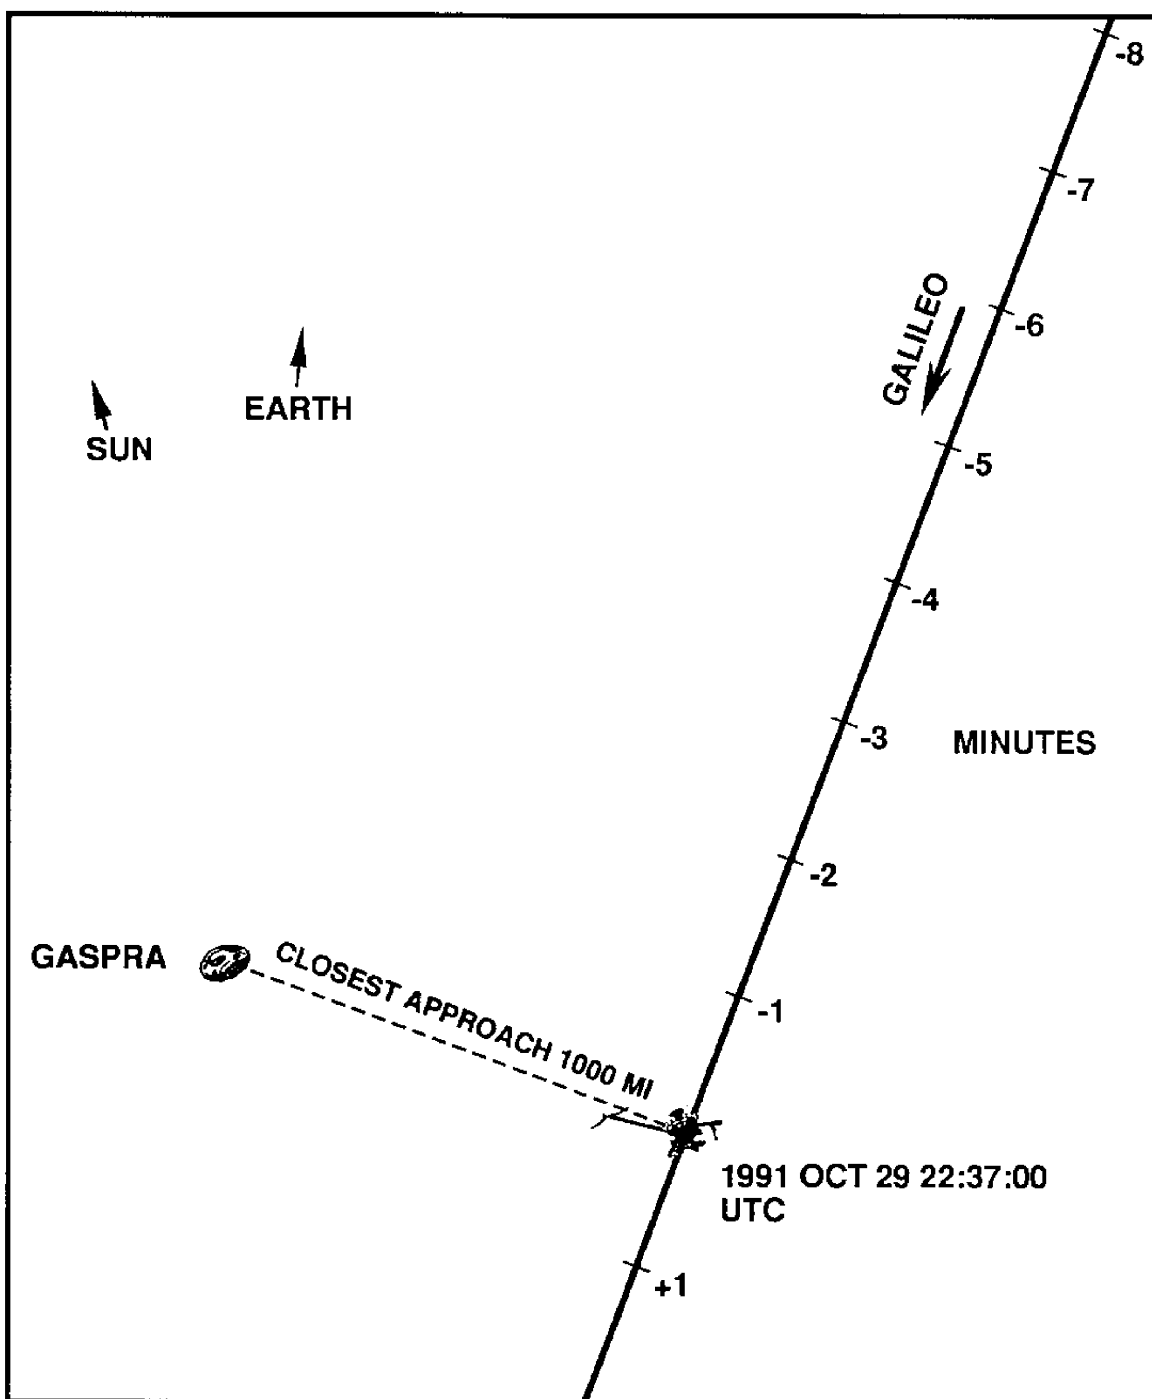 -8
-7
GALILEO
-6
EARTH
SUN
-5
-4
-3
MINUTES
-2
GASPRA
CLOSEST APPROACH 1000 MI
-1
1991 OCT 29 22:37:00
UTC
+1